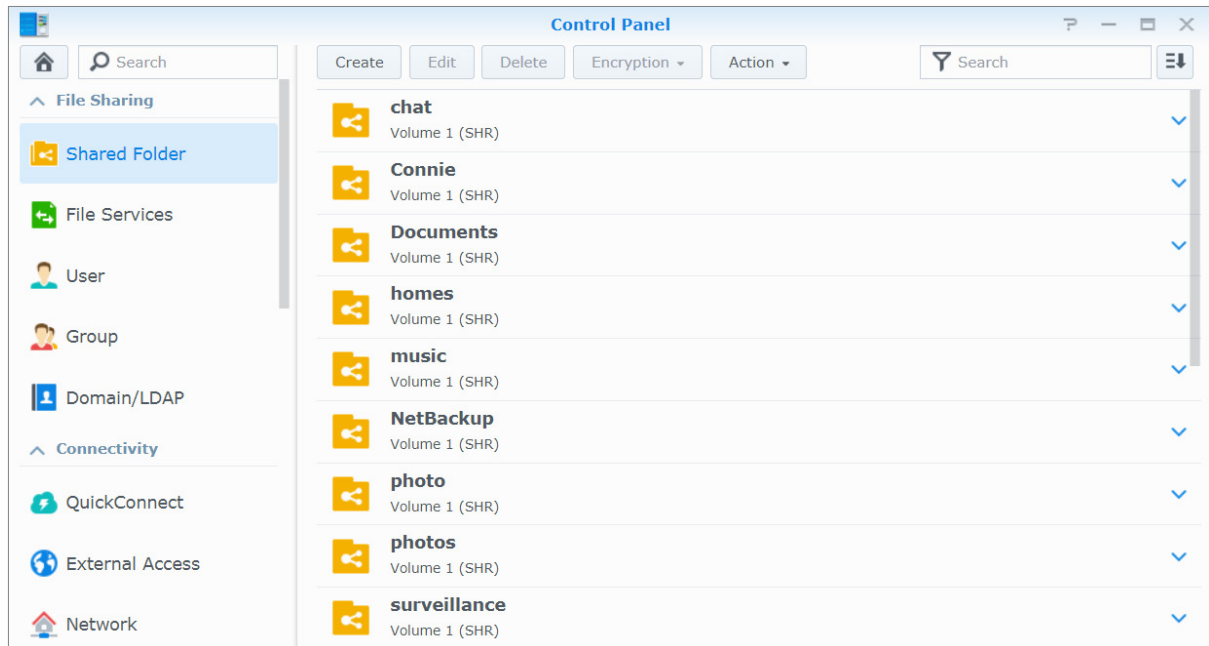 Control Panel
Search
Create Edit Delete Encryption Action Search
File Sharing
Shared Folder
File Services
User
Group
Domain/LDAP
Connectivity
QuickConnect
External Access
Network
chat
Volume 1 (SHR)
Connie
Volume 1 (SHR)
Documents
Volume 1 (SHR)
homes
Volume 1 (SHR)
music
Volume 1 (SHR)
NetBackup
Volume 1 (SHR)
photo
Volume 1 (SHR)
photos
Volume 1 (SHR)
surveillance
Volume 1 (SHR)